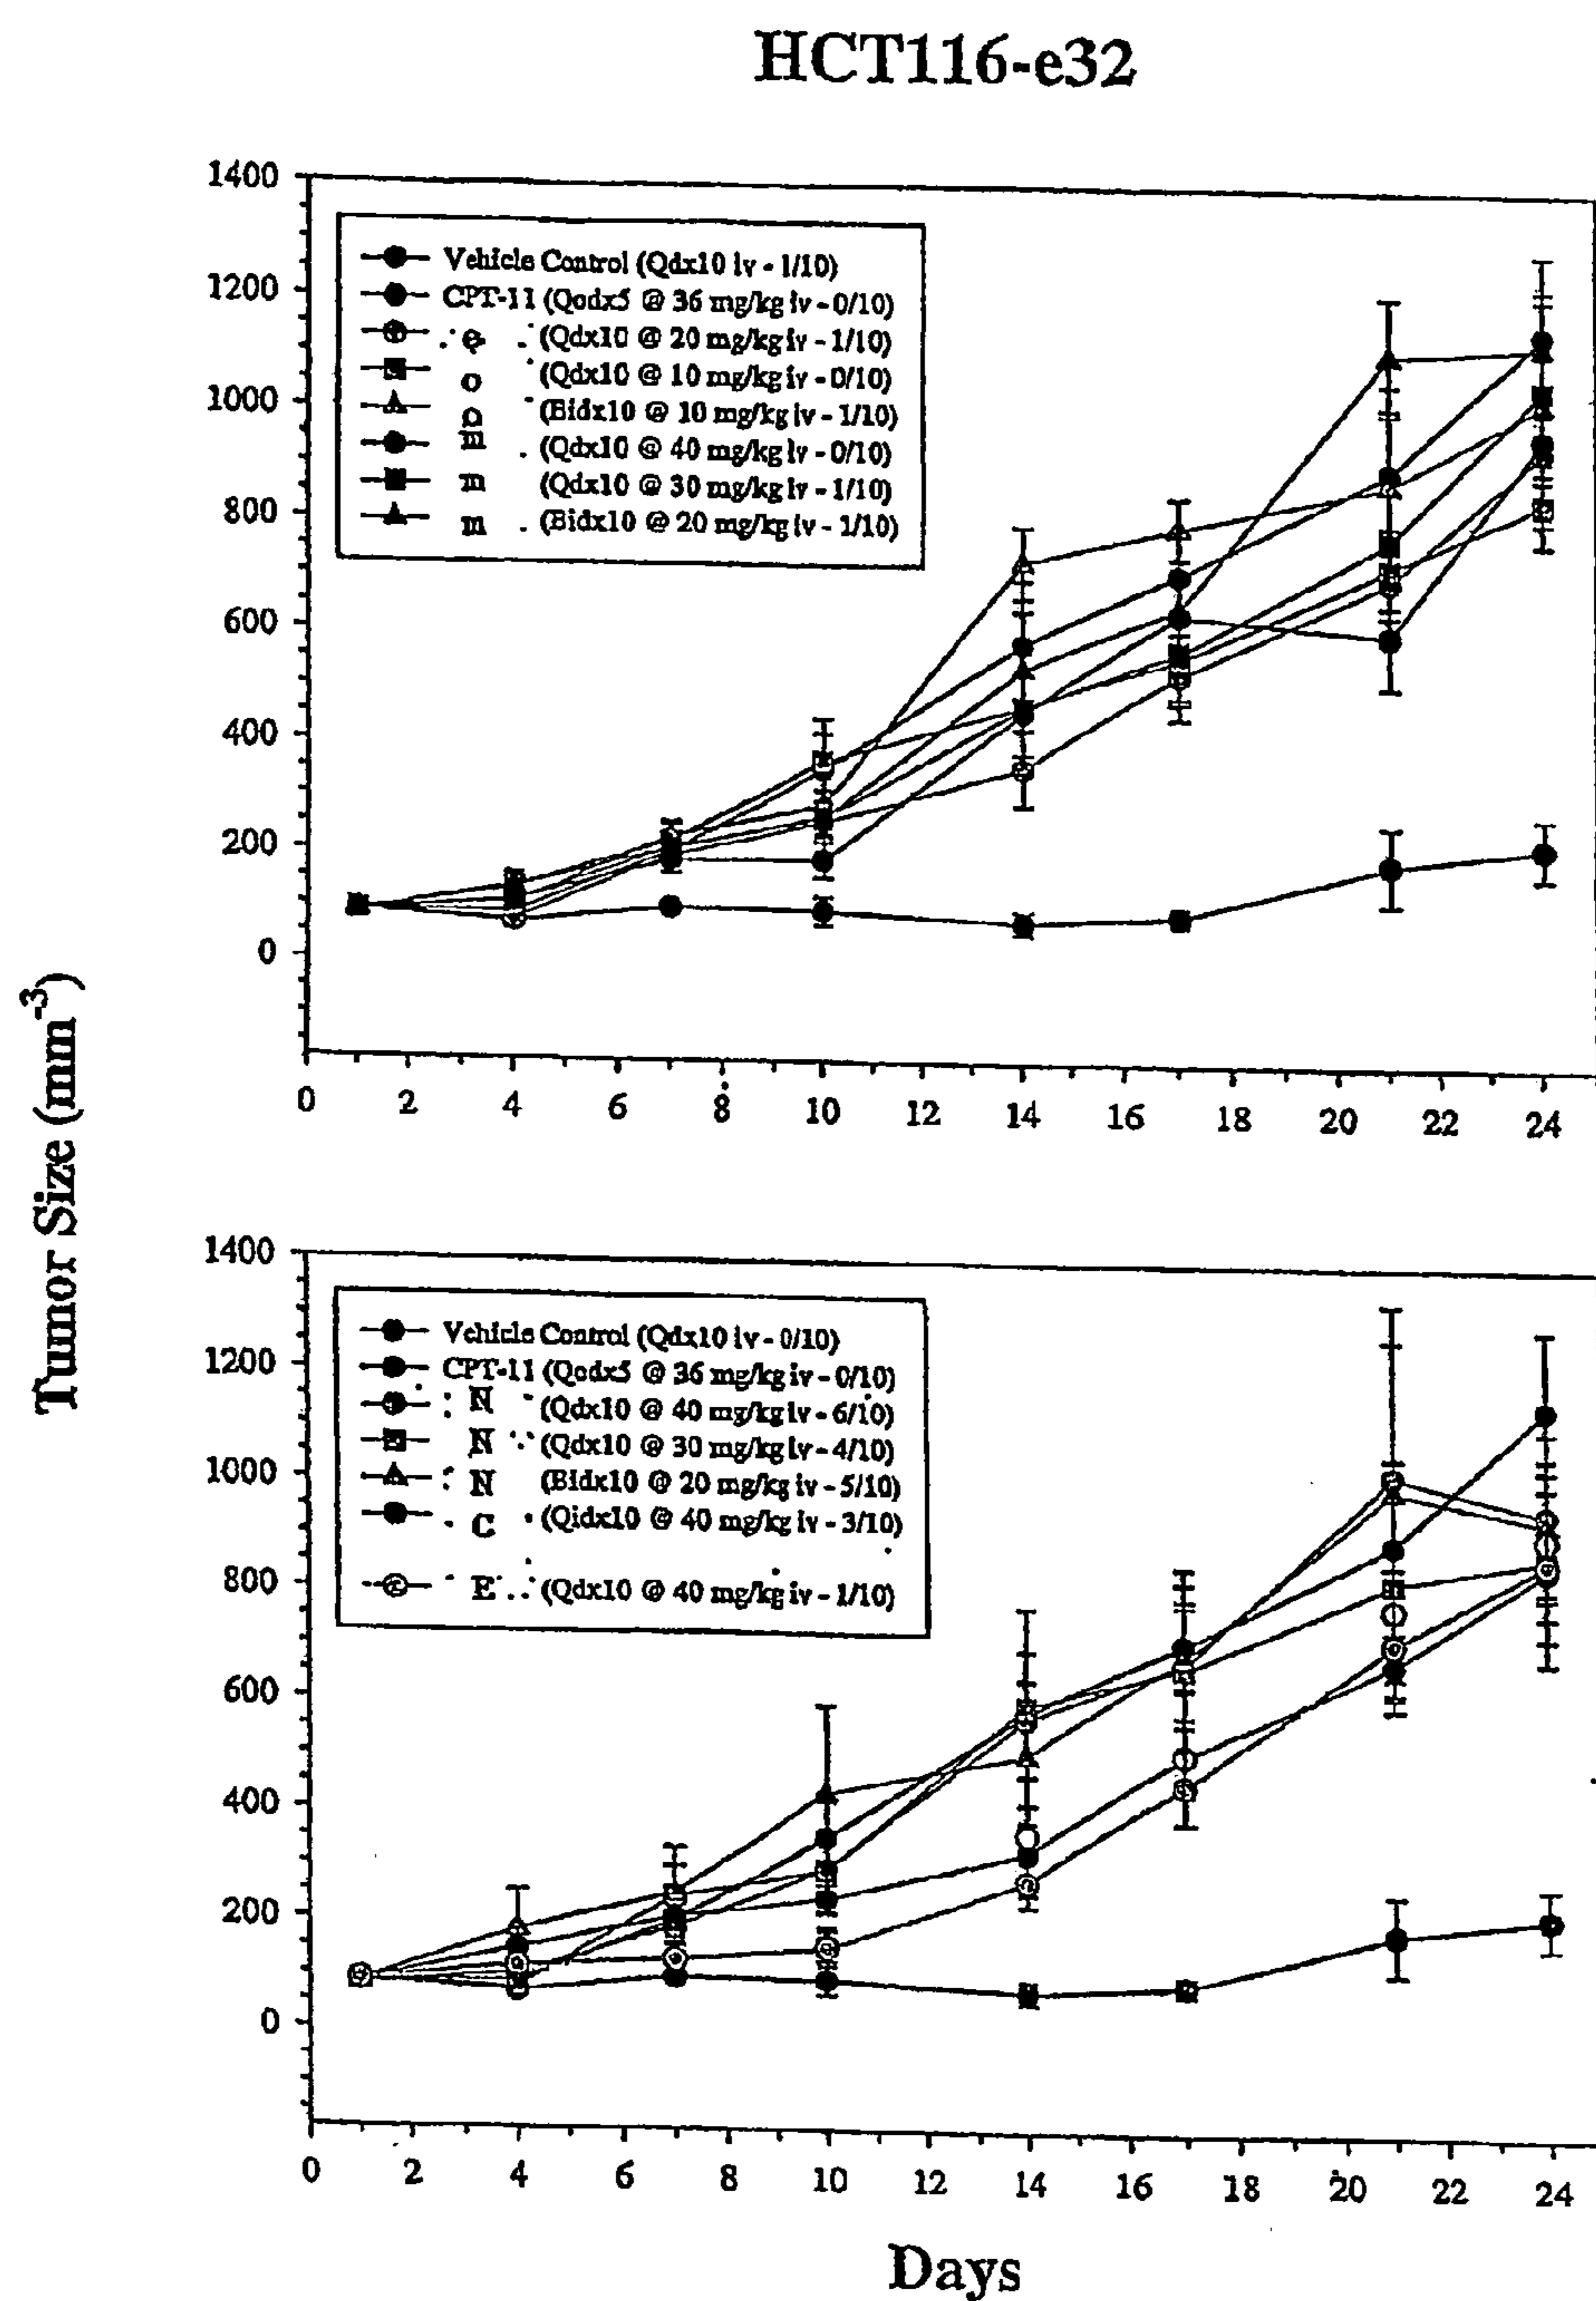 HCT116-e32
1400
1200
1000
800
600
400
200
0
Vehicle Control (Qdx10 iv - 1/10)
CPT-11 (Qodx5 @ 36 mg/kg iv - 0/10)
e (Qdx10 @ 20 mg/kg iv - 1/10)
o (Qdx10 @ 10 mg/kg iv - 0/10)
o (Bidx10 @ 10 mg/kg iv - 1/10)
m (Qdx10 @ 40 mg/kg iv - 0/10)
m (Qdx10 @ 30 mg/kg iv - 1/10)
m (Bidx10 @ 20 mg/kg iv - 1/10)
0 2 4 6 8 10 12 14 16 18 20 22 24
Tumor Size (mm-3)
1400
1200
1000
800
600
400
200
0
Vehicle Control (Qdx10 iv - 0/10)
CPT-11 (Qodx5 @ 36 mg/kg iv - 0/10)
N (Qdx10 @ 40 mg/kg iv - 6/10)
N (Qdx10 @ 30 mg/kg iv - 4/10)
N (Bidx10 @ 20 mg/kg iv - 5/10)
C (Qidx10 @ 40 mg/kg iv - 3/10)
E (Qdx10 @ 40 mg/kg iv - 1/10)
0 2 4 6 8 10 12 14 16 18 20 22 24
Days